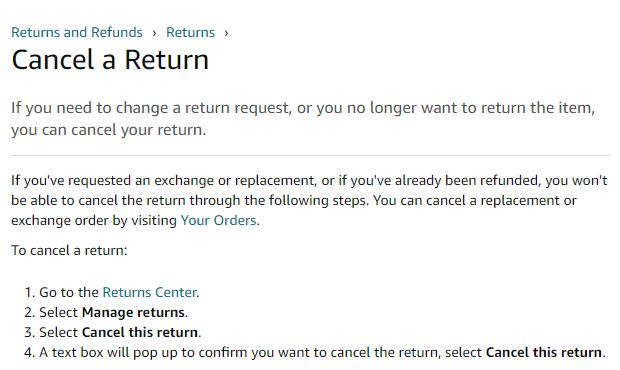 Returns and Refunds › Returns ›
Cancel a Return
If you need to change a return request, or you no longer want to return the item,
you can cancel your return.
If you've requested an exchange or replacement, or if you've already been refunded, you won't
be able to cancel the return through the following steps. You can cancel a replacement or
exchange order by visiting Your Orders.
To cancel a return:
1. Go to the Returns Center.
2. Select Manage returns.
3. Select Cancel this return.
4. A text box will pop up to confirm you want to cancel the return, select Cancel this return.